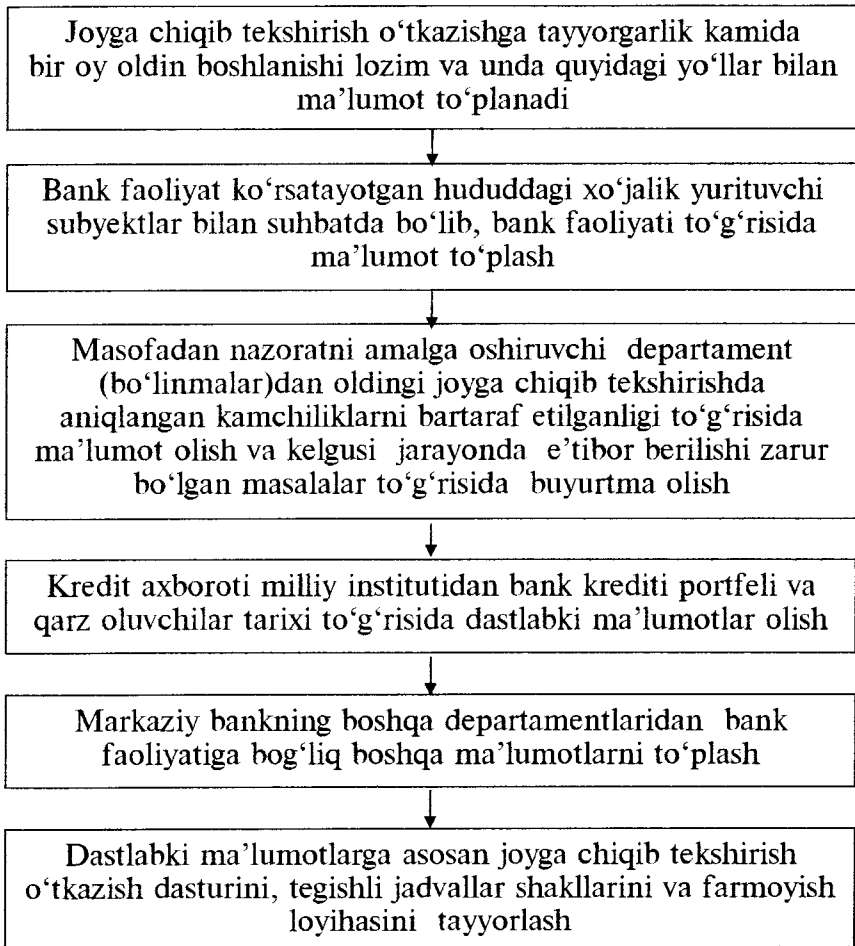 Joyga chiqib tekshirish o‘tkazishga tayyorgarlik kamida
bir oy oldin boshlanishi lozim va unda quyidagi yo‘llar bilan
ma’lumot to‘planadi
Bank faoliyat ko‘rsatayotgan hududdagi xo‘jalik yurituvchi
subyektlar bilan suhbatda bo‘lib, bank faoliyati to‘g‘risida
ma’lumot to‘plash
Masofadan nazoratni amalga oshiruvchi departament
(bo‘linmalar)dan oldingi joyga chiqib tekshirishda
aniqlangan kamchiliklarni bartaraf etilganligi to‘g‘risida
ma’lumot olish va kelgusi jarayonda e’tibor berilishi zarur
bo‘lgan masalalar to‘g‘risida buyurtma olish
Kredit axboroti milliy institutidan bank krediti portfeli va
qarz oluvchilar tarixi to‘g‘risida dastlabki ma’lumotlar olish
Markaziy bankning boshqa departamentlaridan bank
faoliyatiga bog‘liq boshqa ma’lumotlarni to‘plash
Dastlabki ma’lumotlarga asosan joyga chiqib tekshirish
o‘tkazish dasturini, tegishli jadvallar shakllarini va farmoyish
loyihasini tayyorlash